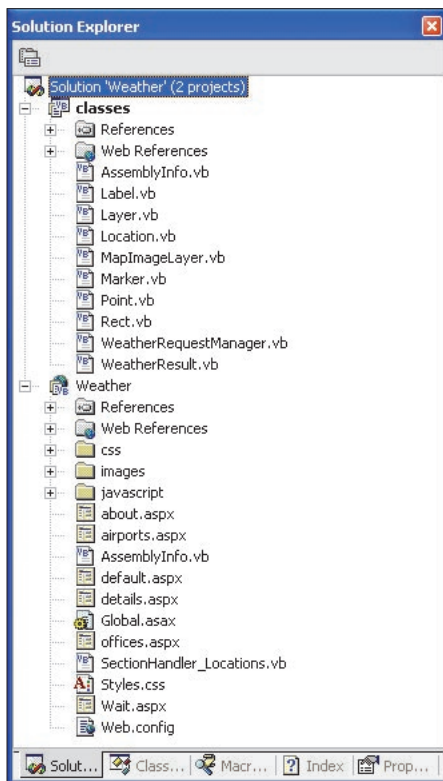 Solution Explorer
Solution 'Weather' (2 projects)
classes
References
Web References
AssemblyInfo.vb
Label.vb
Layer.vb
Location.vb
MapImageLayer.vb
Marker.vb
Point.vb
Rect.vb
WeatherRequestManager.vb
WeatherResult.vb
Weather
References
Web References
css
images
javascript
about.aspx
airports.aspx
AssemblyInfo.vb
default.aspx
details.aspx
Global.asax
offices.aspx
SectionHandler_Locations.vb
Styles.css
Wait.aspx
Web.config
Solut... Class... Macr... Index Prop...